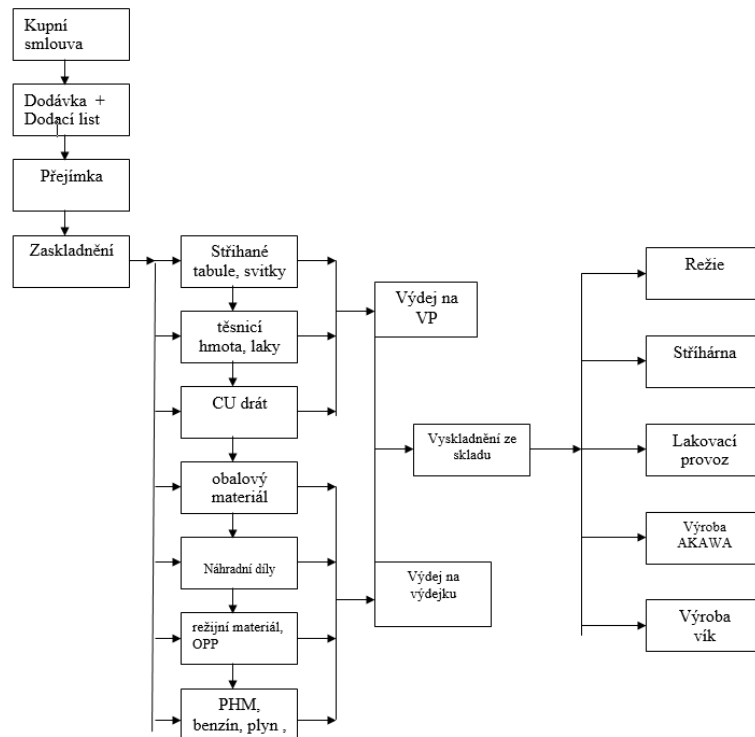 Kupní
smlouva
Dodávka +
Dodací list
Přejímka
Zaskladnění
Střihané
tabule, svitky
těsnicí
hmota, laky
CU drát
obalový
materiál
Náhradní díly
režijní materiál,
OPP
PHM,
benzín, plyn ,
Výdej na
VP
Vyskladnění ze
skladu
Výdej na
výdejku
Režie
Stříhárna
Lakovací
provoz
Výroba
AKAWA
Výroba
vík